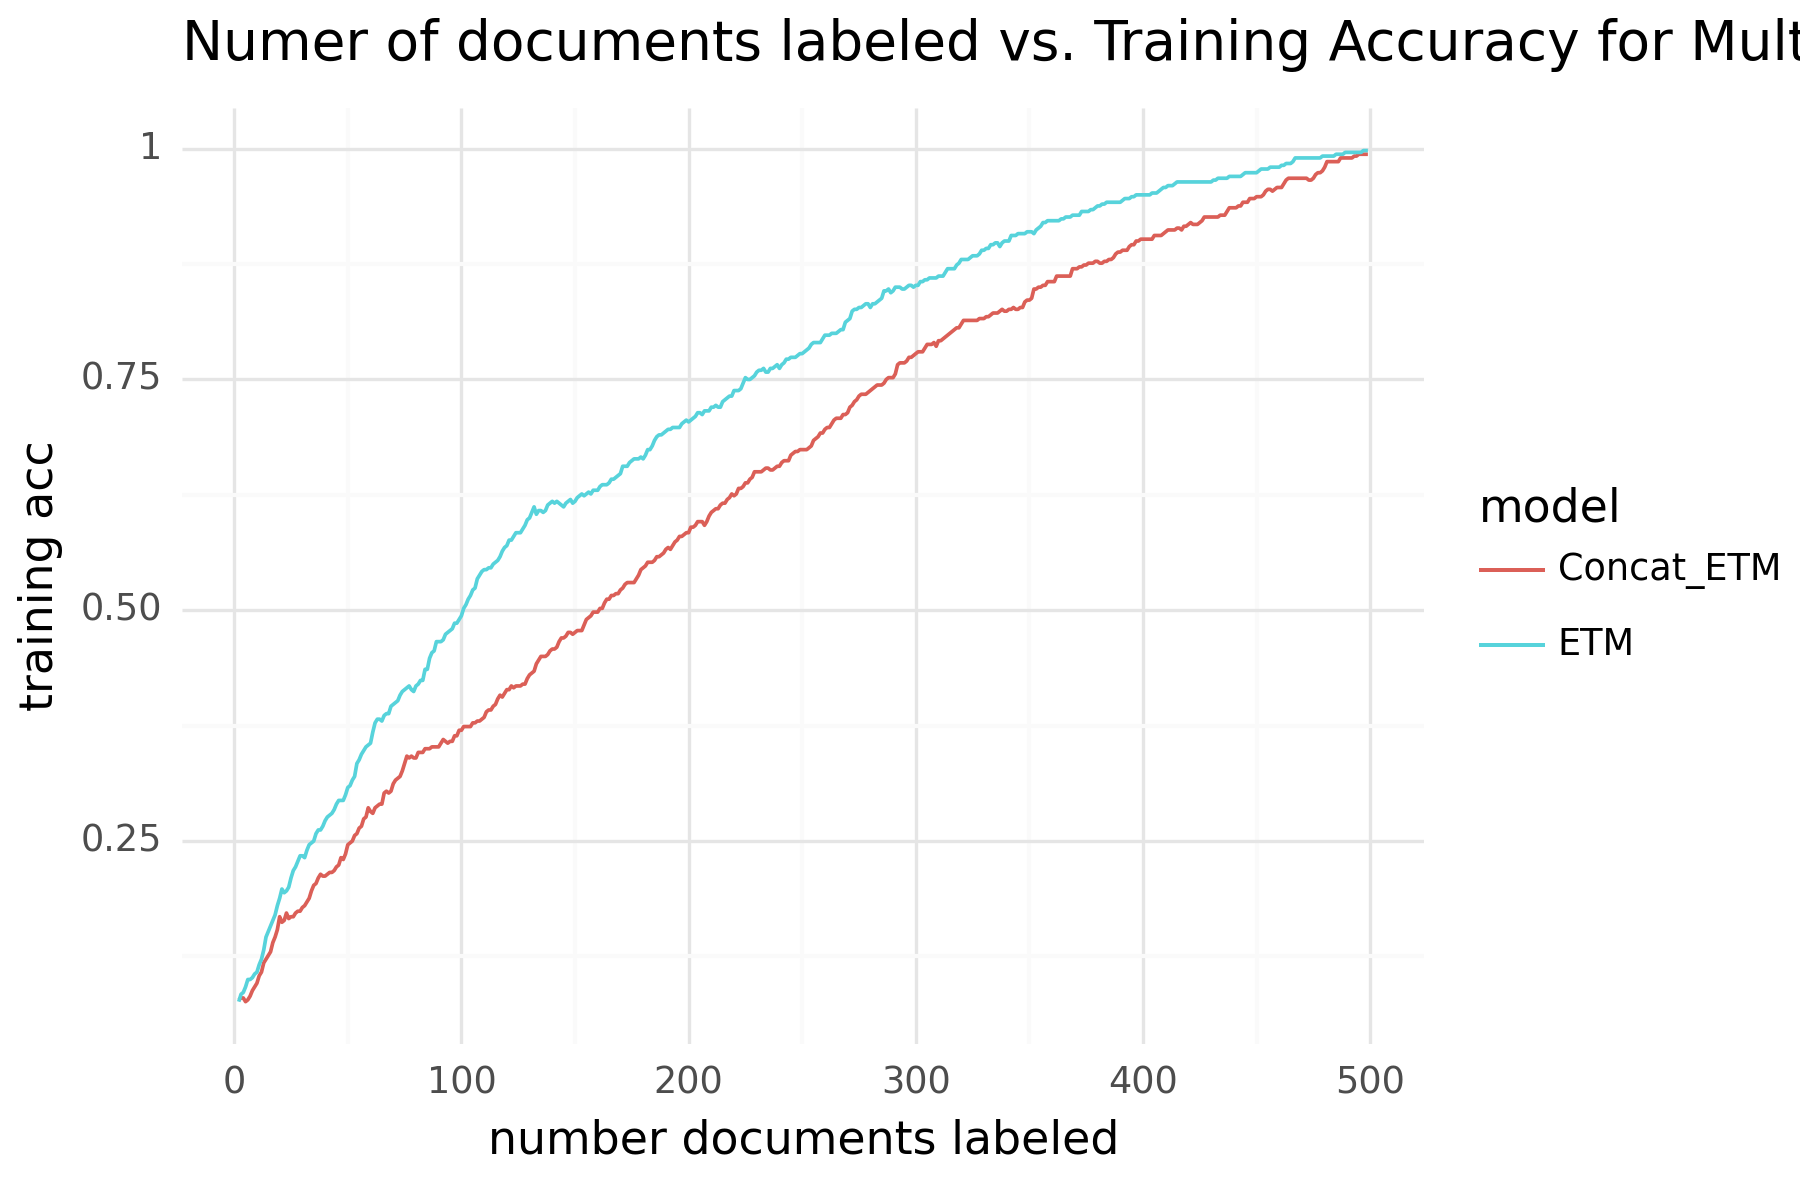 Numer of documents labeled vs. Training Accuracy for
1
0.75
0.50
0.25
training acc
0
100
200
300
400
500
number documents labeled
model
Concat_ETM
ETM